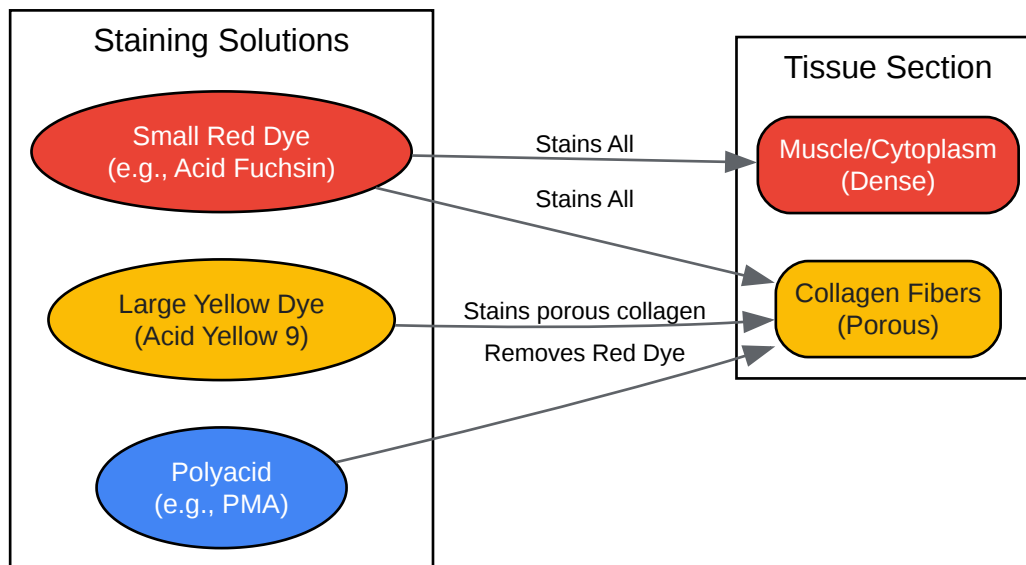 Staining Solutions
Small Red Dye
(e.g., Acid Fuchsin)
Large Yellow Dye
(Acid Yellow 9)
Polyacid
(e.g., PMA)
Stains All
Stains All
Stains porous collagen
Removes Red Dye
Tissue Section
Muscle/Cytoplasm
(Dense)
Collagen Fibers
(Porous)